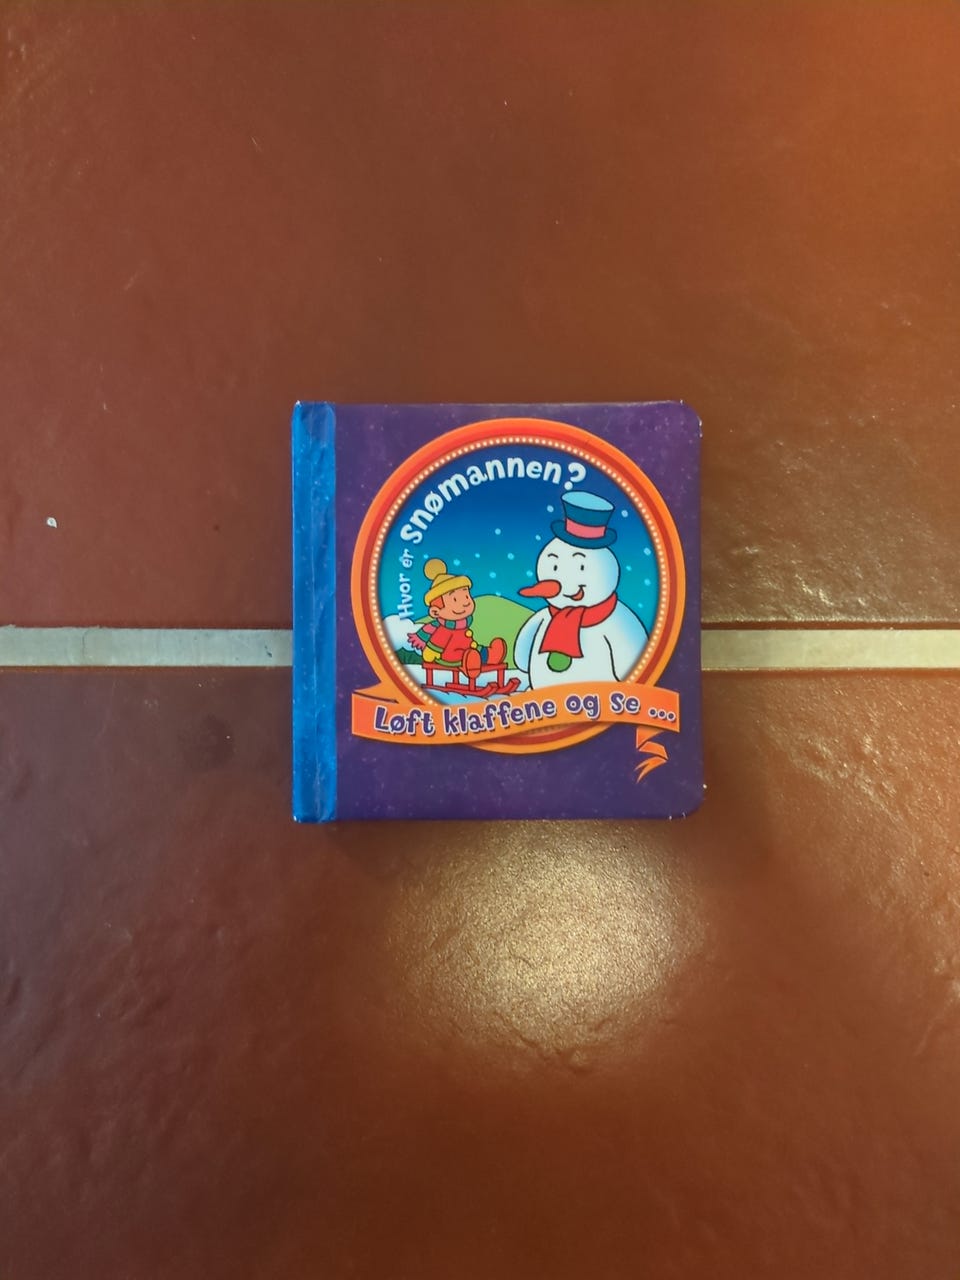 Hvor er snømannen?
Løft klaffene og se ...